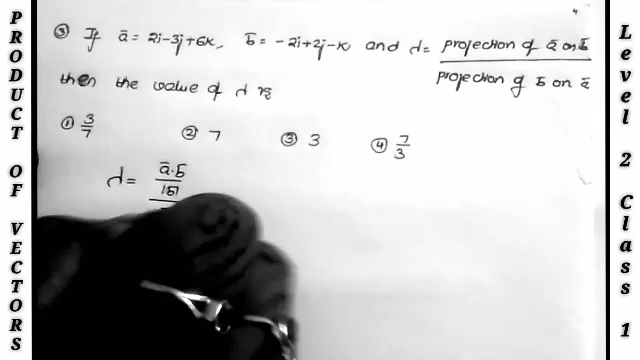 PRODUCT OF VECTORS
③ If ā = 2i-3j+6k, b̄ = -2i+2j-k and λ = projection of ā on b̄
projection of b̄ on ā
then the value of λ is
① 3/7 ② 7 ③ 3 ④ 7/3
λ = ā·b̄
|b̄|
Level 2 Class 1